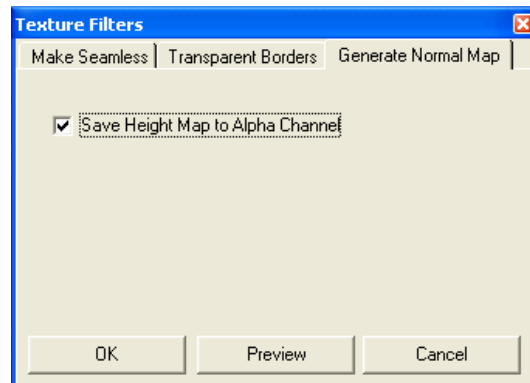 Texture Filters
Make Seamless Transparent Borders Generate Normal Map
Save Height Map to Alpha Channel
OK Preview Cancel